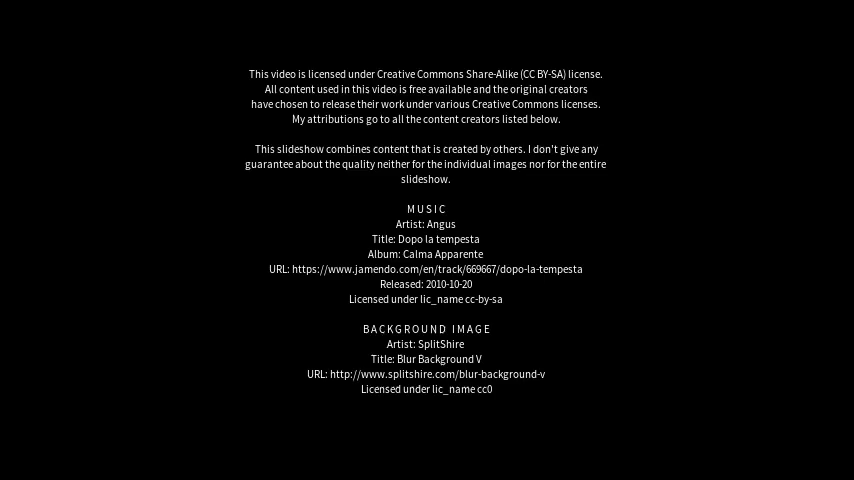 This video is licensed under Creative Commons Share-Alike (CC BY-SA) license.
All content used in this video is free available and the original creators
have chosen to release their work under various Creative Commons licenses.
My attributions go to all the content creators listed below.
This slideshow combines content that is created by others. I don't give any
guarantee about the quality neither for the individual images nor for the entire
slideshow.
MUSIC
Artist: Angus
Title: Dopo la tempesta
Album: Calma Apparente
URL: https://www.jamendo.com/en/track/669667/dopo-la-tempesta
Released: 2010-10-20
Licensed under lic_name cc-by-sa
BACKGROUND IMAGE
Artist: SplitShire
Title: Blur Background V
URL: http://www.splitshire.com/blur-background-v
Licensed under lic_name cc0